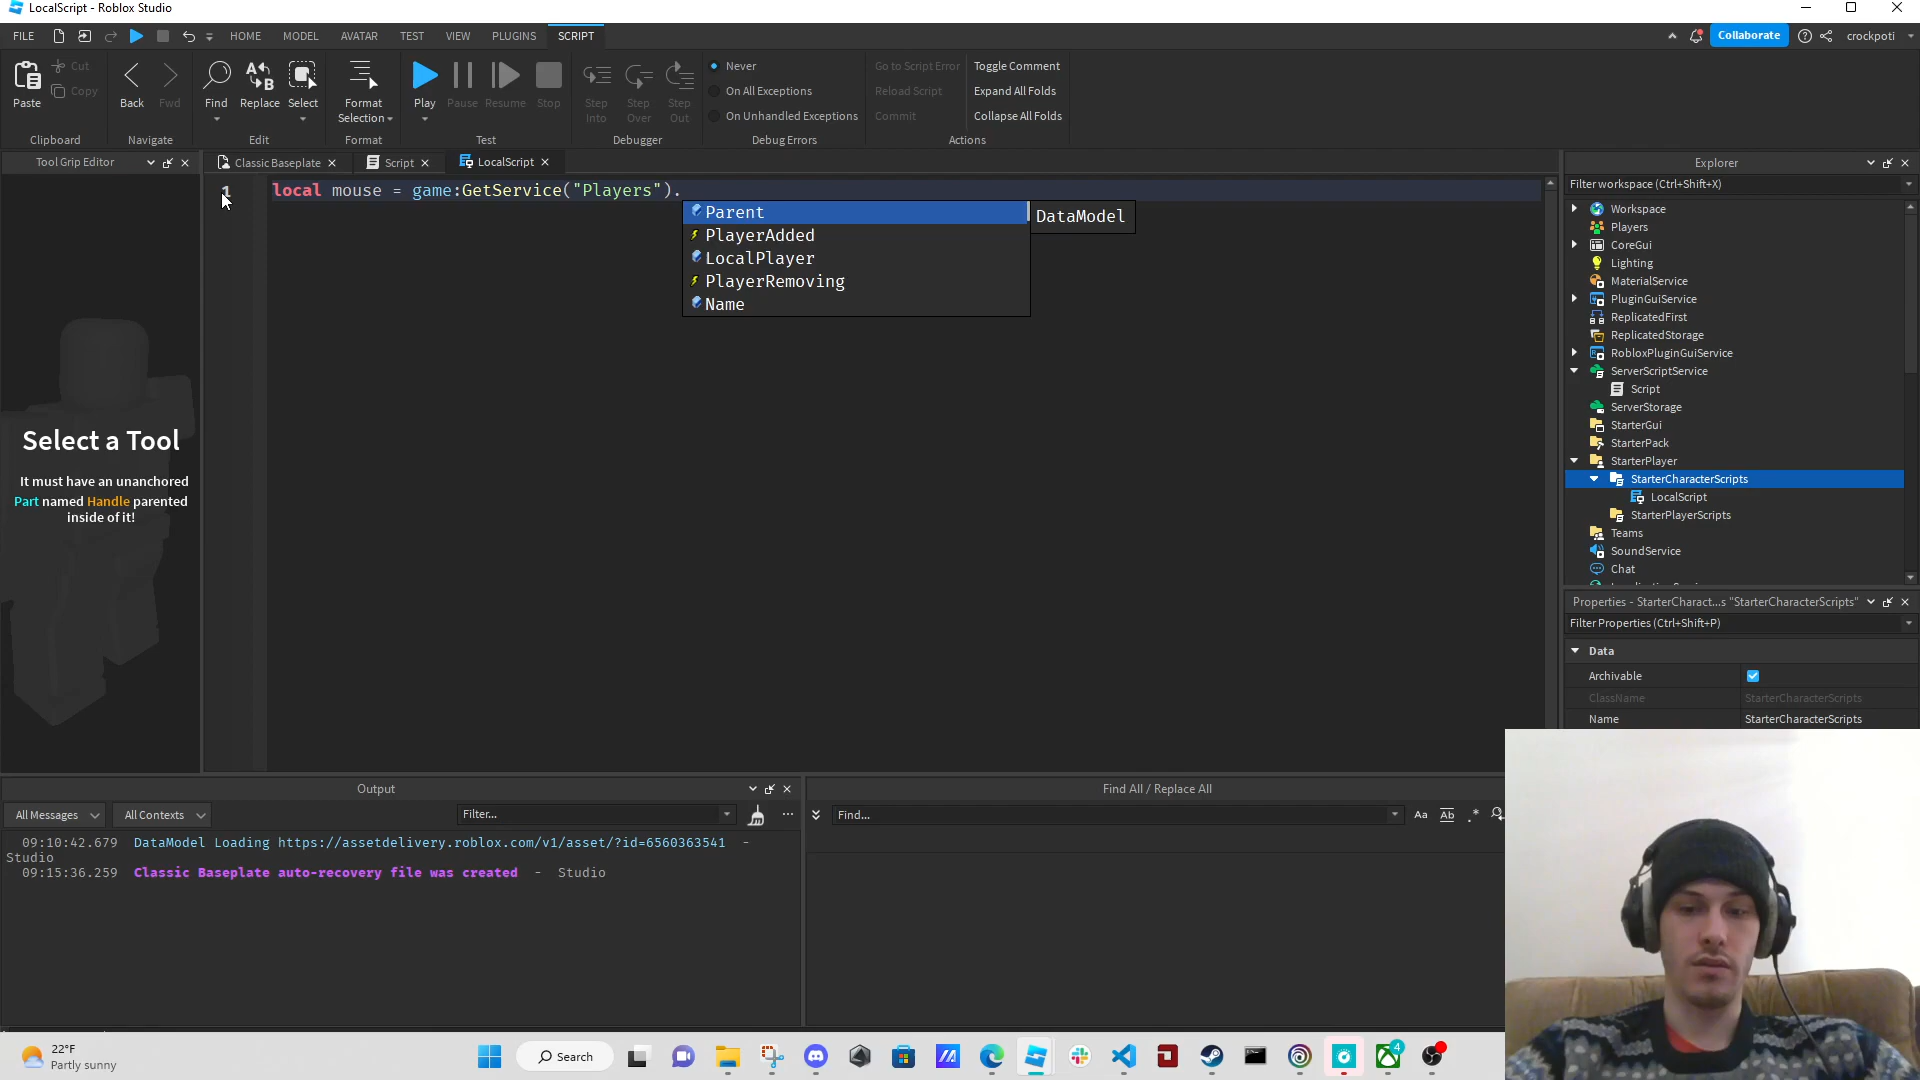 LocalScript - Roblox Studio
FILE
HOME
MODEL
AVATAR
TEST
VIEW
PLUGINS
SCRIPT
Collaborate
crockpoti
Paste
Cut
Copy
Clipboard
Back
Fwd
Navigate
Find
Replace
Select
Edit
Format
Selection
Format
Play
Pause
Resume
Stop
Test
Step
Into
Step
Over
Step
Out
Debugger
Never
On All Exceptions
On Unhandled Exceptions
Debug Errors
Go to Script Error
Reload Script
Commit
Toggle Comment
Expand All Folds
Collapse All Folds
Actions
Tool Grip Editor
Classic Baseplate
Script
LocalScript
Select a Tool
It must have an unanchored
Part named Handle parented
inside of it!
1
local mouse = game:GetService("Players").
Parent
PlayerAdded
LocalPlayer
PlayerRemoving
Name
DataModel
Explorer
Filter workspace (Ctrl+Shift+X)
Workspace
Players
CoreGui
Lighting
MaterialService
PluginGuiService
ReplicatedFirst
ReplicatedStorage
RobloxPluginGuiService
ServerScriptService
Script
ServerStorage
StarterGui
StarterPack
StarterPlayer
StarterCharacterScripts
LocalScript
StarterPlayerScripts
Teams
SoundService
Chat
Properties - StarterCharact...s "StarterCharacterScripts"
Filter Properties (Ctrl+Shift+P)
Data
Archivable
ClassName StarterCharacterScripts
Name StarterCharacterScripts
Output
All Messages
All Contexts
Filter...
09:10:42.679 DataModel Loading https://assetdelivery.roblox.com/v1/asset/?id=6560363541 -
Studio
09:15:36.259 Classic Baseplate auto-recovery file was created - Studio
Find All / Replace All
Find...
Aa
Ab
.*
22°F
Partly sunny
Search
4